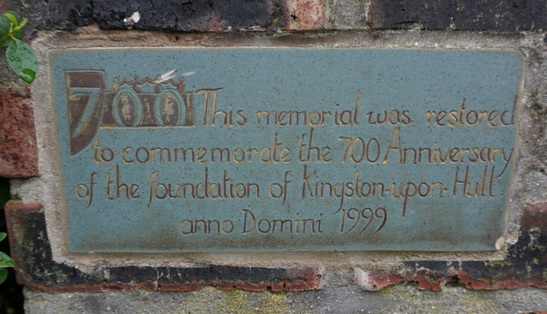 700 This memorial was restored
to commemorate the 700 Anniversary
of the foundation of Kingston-upon-Hull
anno Domini 1999